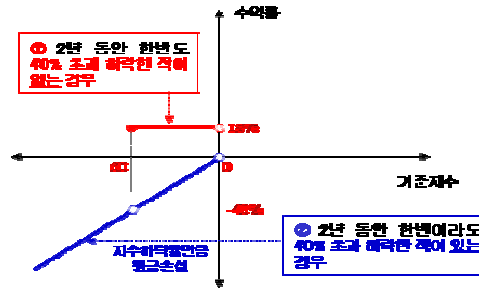 수익률
① 2년 동안 한번도
40% 초과 하락한 적이
없는 경우
기준지수
-40%
지수하락률만큼
원금손실
② 2년 동안 한번이라도
40% 초과 하락한 적이 있는
경우